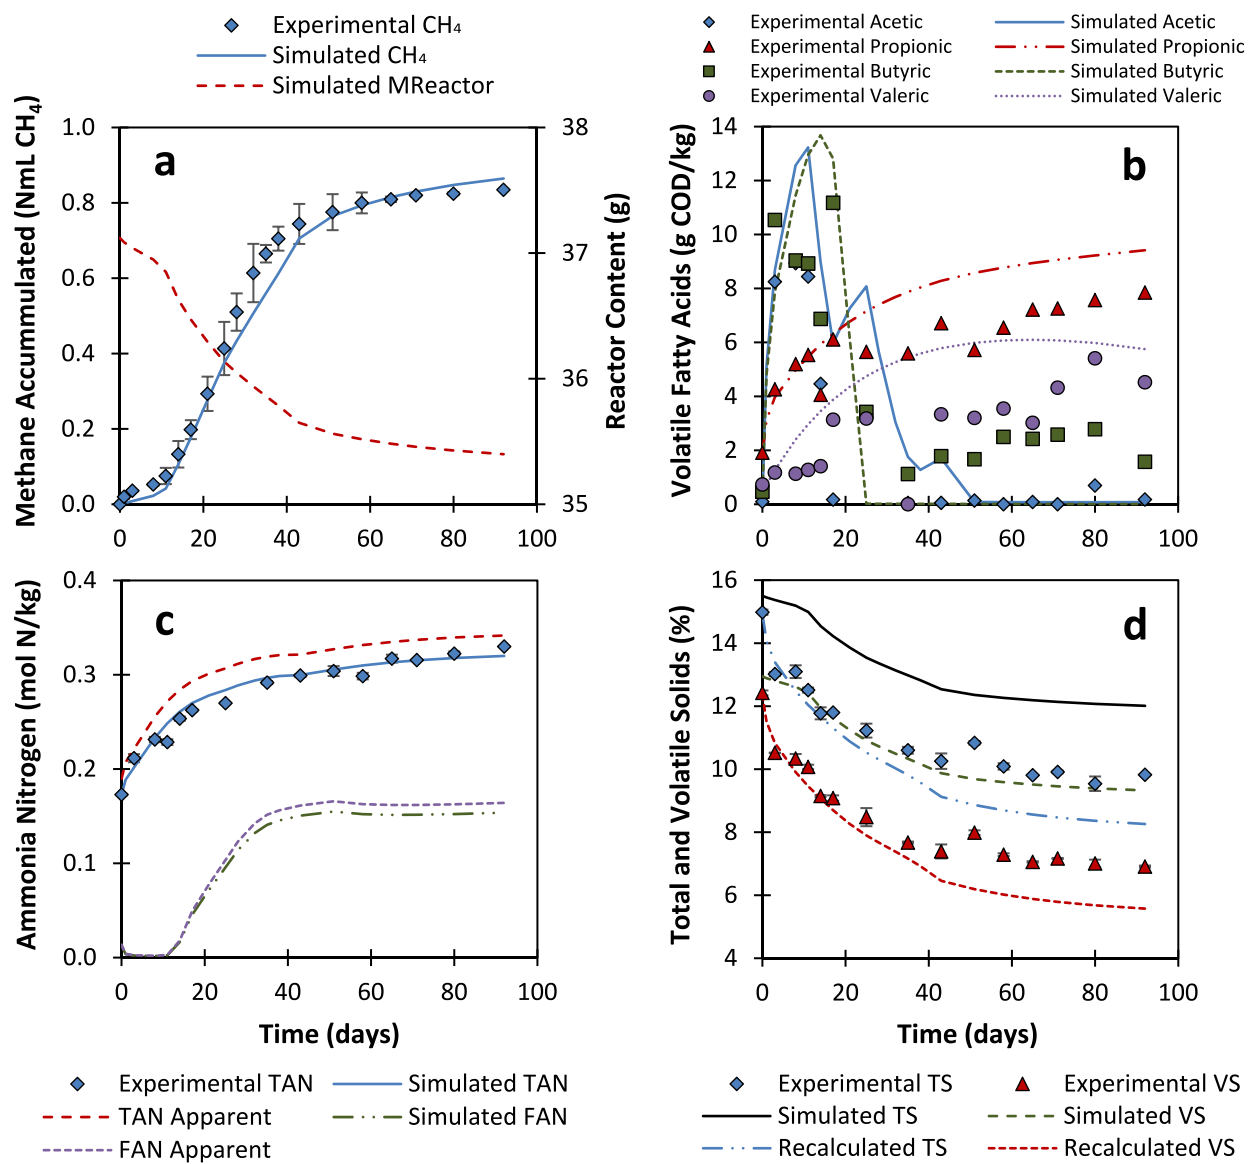 Experimental CH₄
Simulated CH₄
Simulated MReactor
Methane Accummulated (NmL CH₄)
1.0
0.8
0.6
0.4
0.2
0.0
a
38
37
36
35
Reactor Content (g)
0 20 40 60 80 100
Experimental Acetic
Experimental Propionic
Experimental Butyric
Experimental Valeric
Simulated Acetic
Simulated Propionic
Simulated Butyric
Simulated Valeric
Volatile Fatty Acids (g COD/kg)
14
12
10
8
6
4
2
0
b
0 20 40 60 80 100
Ammonia Nitrogen (mol N/kg)
0.4
0.3
0.2
0.1
0.0
c
0 20 40 60 80 100
Time (days)
Experimental TAN
Simulated TAN
TAN Apparent
Simulated FAN
FAN Apparent
Total and Volatile Solids (%)
16
14
12
10
8
6
4
d
0 20 40 60 80 100
Time (days)
Experimental TS
Experimental VS
Simulated TS
Simulated VS
Recalculated TS
Recalculated VS